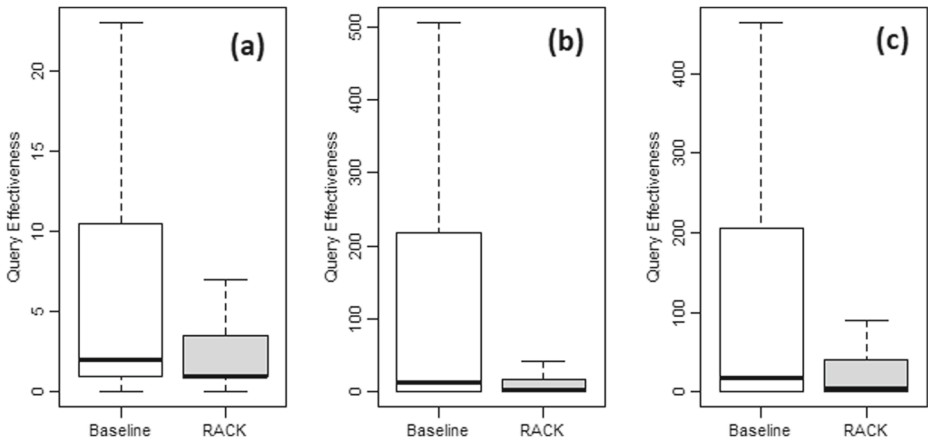 (a)
Query Effectiveness
20
15
10
5
0
Baseline RACK
(b)
Query Effectiveness
500
400
300
200
100
0
Baseline RACK
(c)
Query Effectiveness
400
300
200
100
0
Baseline RACK